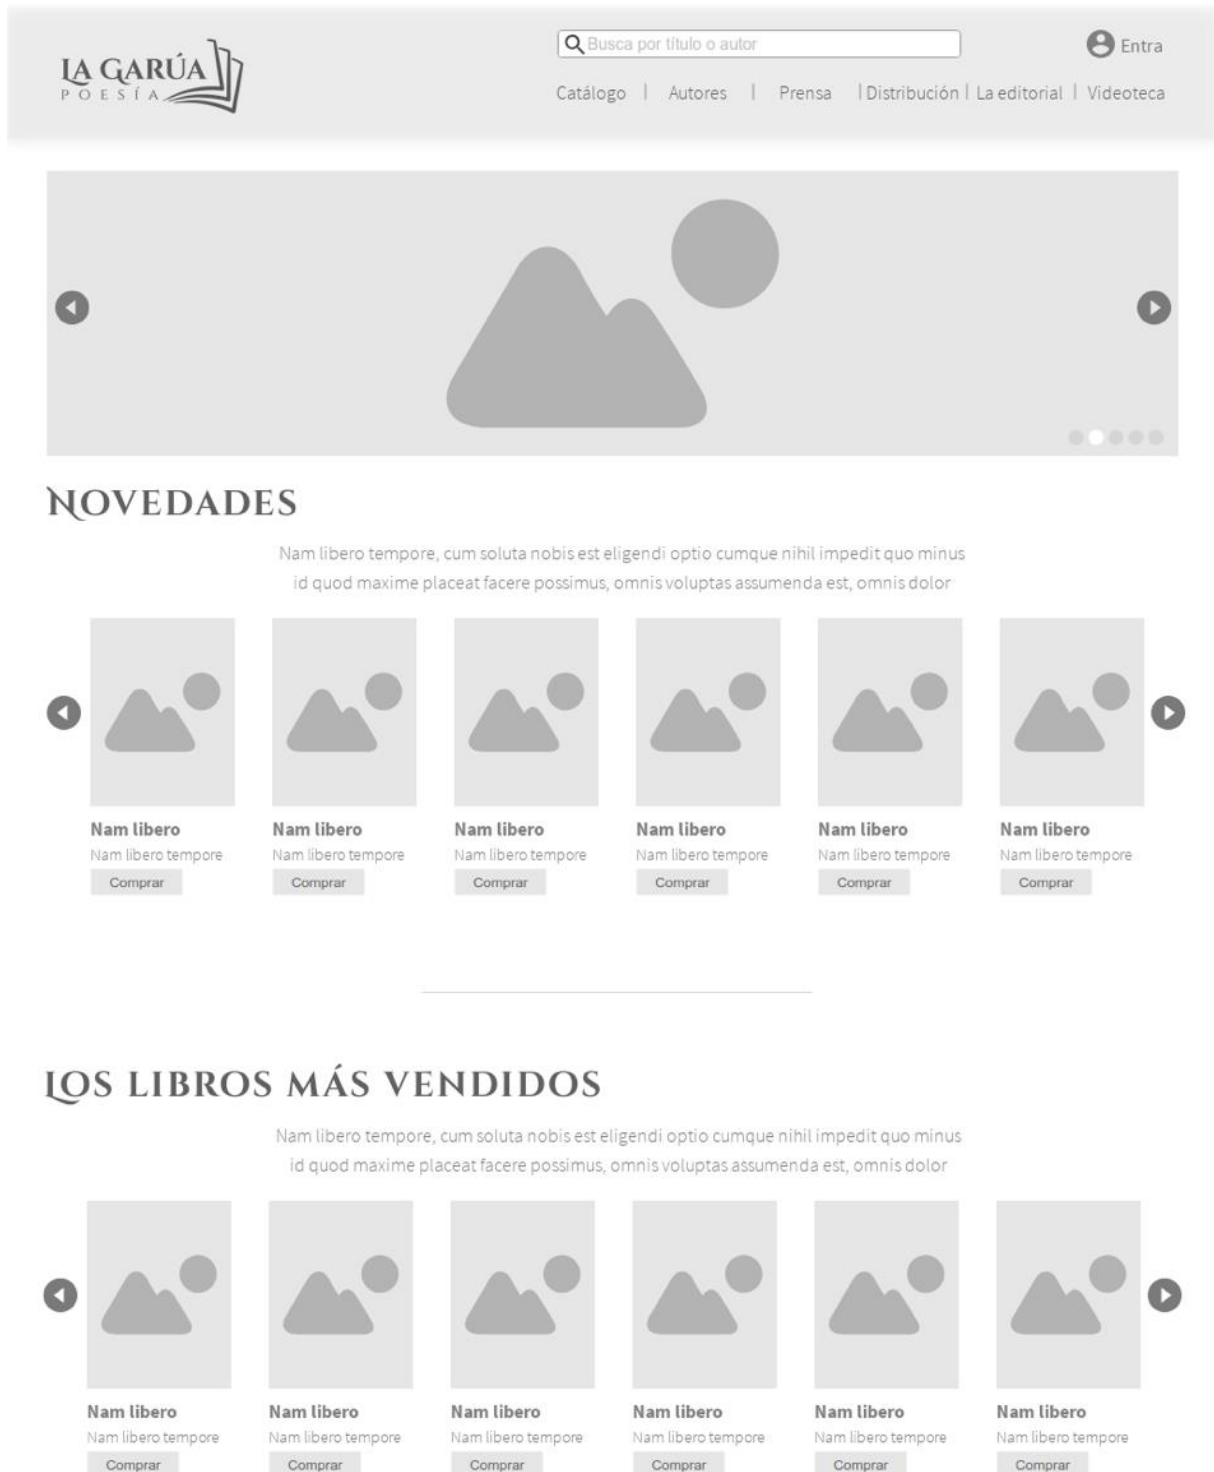 LA GARÚA
POESÍA
Busca por título o autor
Entra
Catálogo | Autores | Prensa | Distribución | La editorial | Videoteca
NOVEDADES
Nam libero tempore, cum soluta nobis est eligendi optio cumque nihil impedit quo minus
id quod maxime placeat facere possimus, omnis voluptas assumenda est, omnis dolor
Nam libero Nam libero Nam libero Nam libero Nam libero Nam libero
Nam libero tempore Nam libero tempore Nam libero tempore Nam libero tempore Nam libero tempore Nam libero tempore
Comprar Comprar Comprar Comprar Comprar Comprar
LOS LIBROS MÁS VENDIDOS
Nam libero tempore, cum soluta nobis est eligendi optio cumque nihil impedit quo minus
id quod maxime placeat facere possimus, omnis voluptas assumenda est, omnis dolor
Nam libero Nam libero Nam libero Nam libero Nam libero Nam libero
Nam libero tempore Nam libero tempore Nam libero tempore Nam libero tempore Nam libero tempore Nam libero tempore
Comprar Comprar Comprar Comprar Comprar Comprar